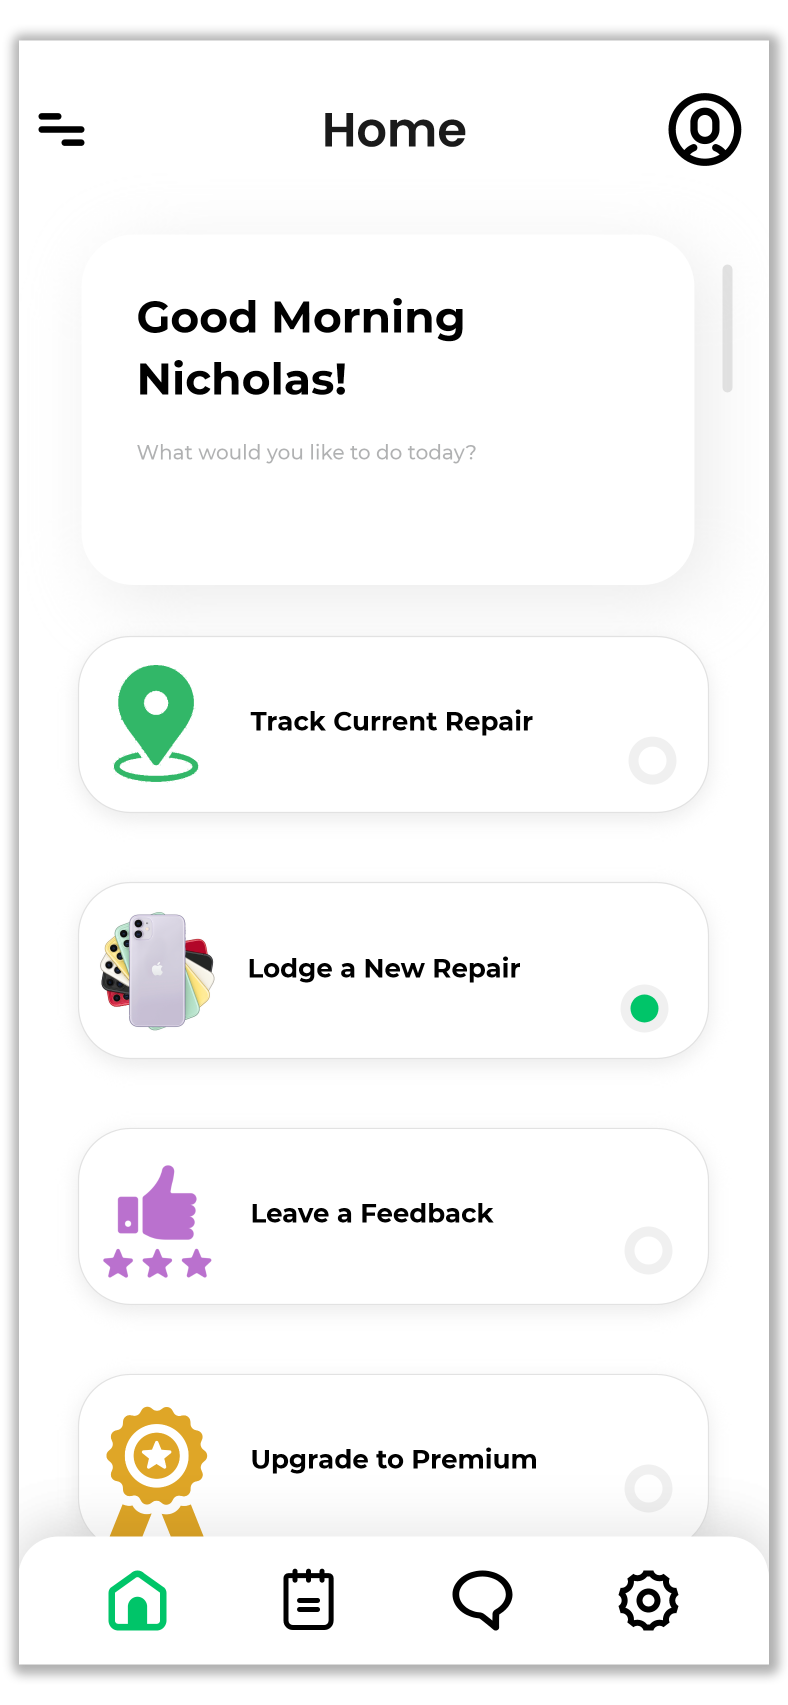 Home
Good Morning
Nicholas!
What would you like to do today?
Track Current Repair
Lodge a New Repair
Leave a Feedback
Upgrade to Premium